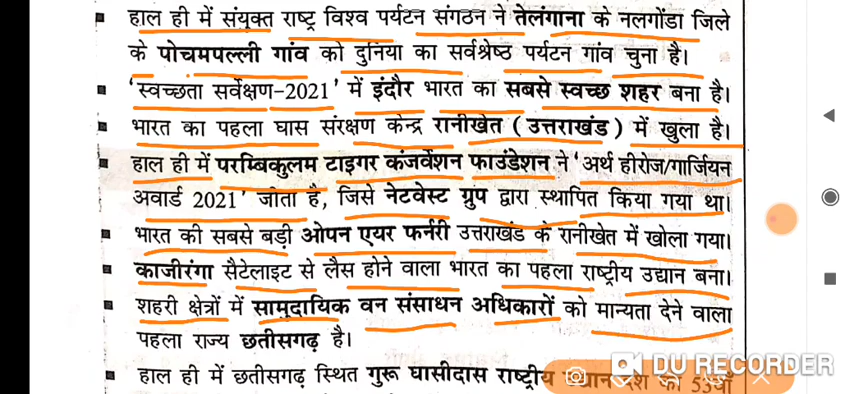 हाल ही में संयुक्त राष्ट्र विश्व पर्यटन संगठन ने तेलंगाना के नलगोंडा जिले
के पोचमपल्ली गांव को दुनिया का सर्वश्रेष्ठ पर्यटन गांव चुना है।
‘स्वच्छता सर्वेक्षण-2021’ में इंदौर भारत का सबसे स्वच्छ शहर बना है।
भारत का पहला घास संरक्षण केन्द्र रानीखेत (उत्तराखंड) में खुला है।
हाल ही में परम्बिकुलम टाइगर कंजर्वेशन फाउंडेशन ने ‘अर्थ हीरोज/गार्जियन
अवार्ड 2021’ जीता है, जिसे नेटवेस्ट ग्रुप द्वारा स्थापित किया गया था।
भारत की सबसे बड़ी ओपन एयर फर्नरी उत्तराखंड के रानीखेत में खोला गया।
काजीरंगा सैटेलाइट से लैस होने वाला भारत का पहला राष्ट्रीय उद्यान बना।
शहरी क्षेत्रों में सामुदायिक वन संसाधन अधिकारों को मान्यता देने वाला
पहला राज्य छतीसगढ़ है।
हाल ही में छतीसगढ़ स्थित गुरू घासीदास राष्ट्रीय देश का 53वाँ
DU RECORDER